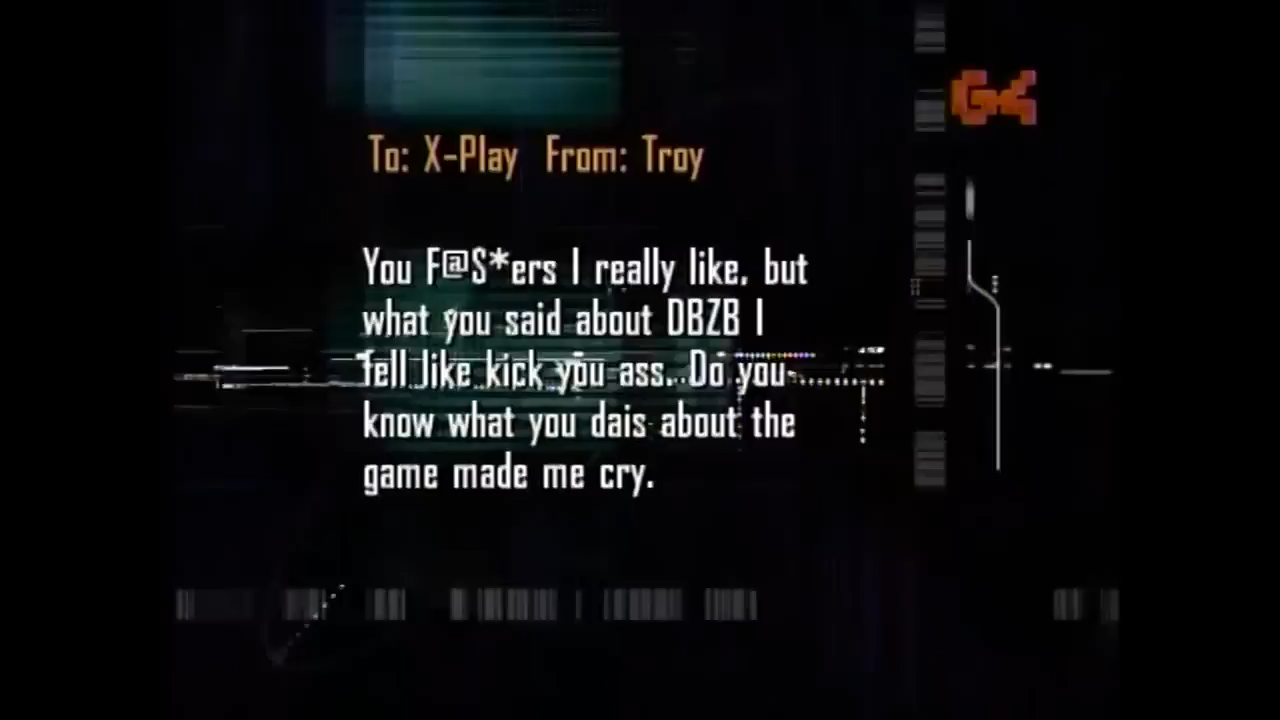 G4
To: X-Play From: Troy
You F@S*ers I really like, but
what you said about DBZB I
fell like kick you ass. Do you
know what you dais about the
game made me cry.